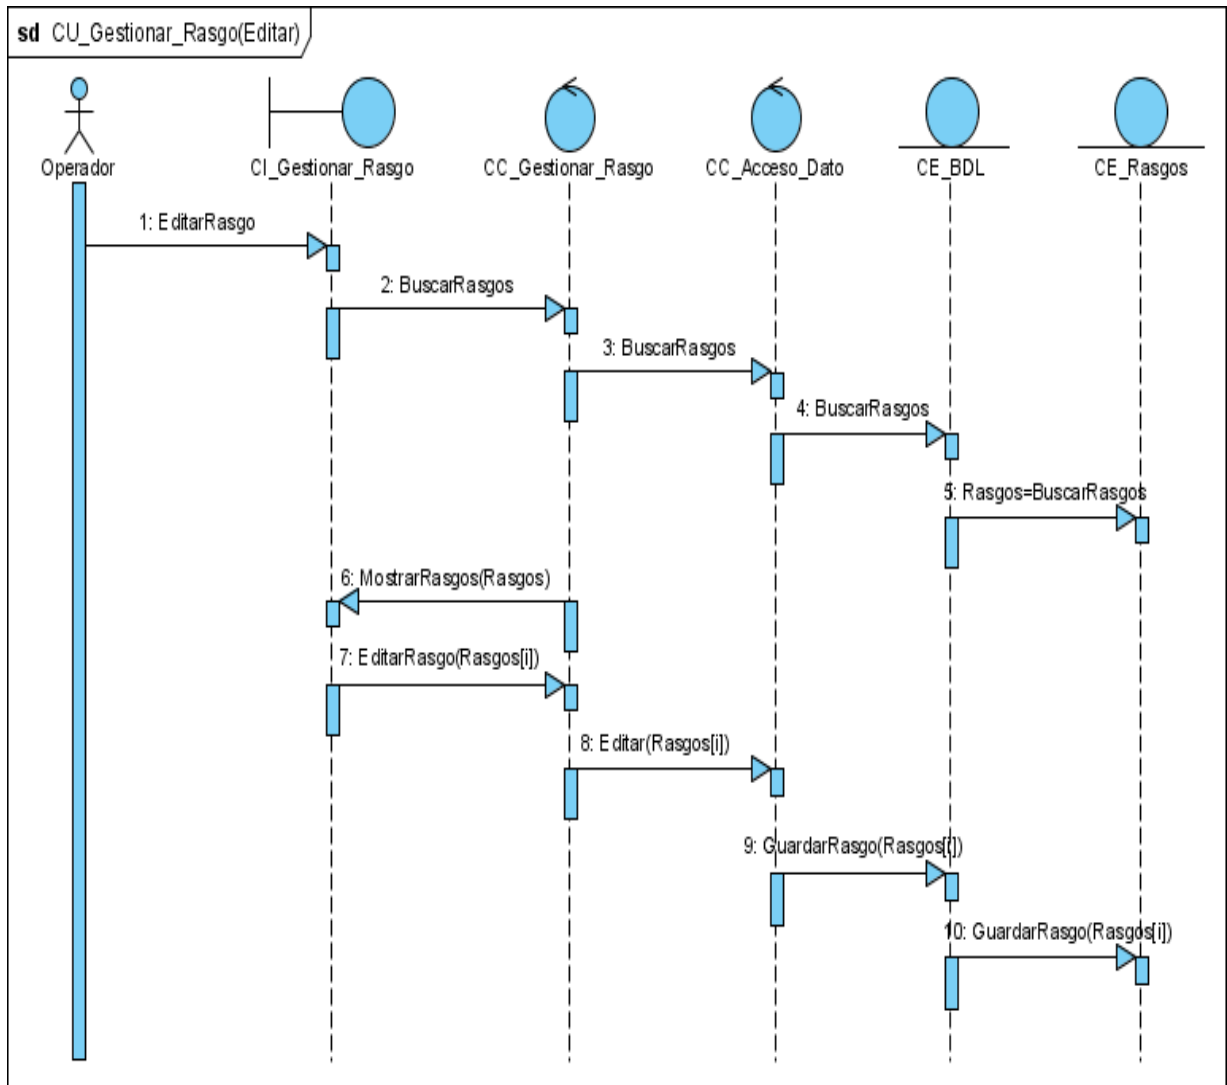 sd CU_Gestionar_Rasgo(Editar)
Operador
CI_Gestionar_Rasgo
CC_Gestionar_Rasgo
CC_Acceso_Dato
CE_BDL
CE_Rasgos
1: EditarRasgo
2: BuscarRasgos
3: BuscarRasgos
4: BuscarRasgos
5: Rasgos=BuscarRasgos
6: MostrarRasgos(Rasgos)
7: EditarRasgo(Rasgos[i])
8: Editar(Rasgos[i])
9: GuardarRasgo(Rasgos[i])
10: GuardarRasgo(Rasgos[i])